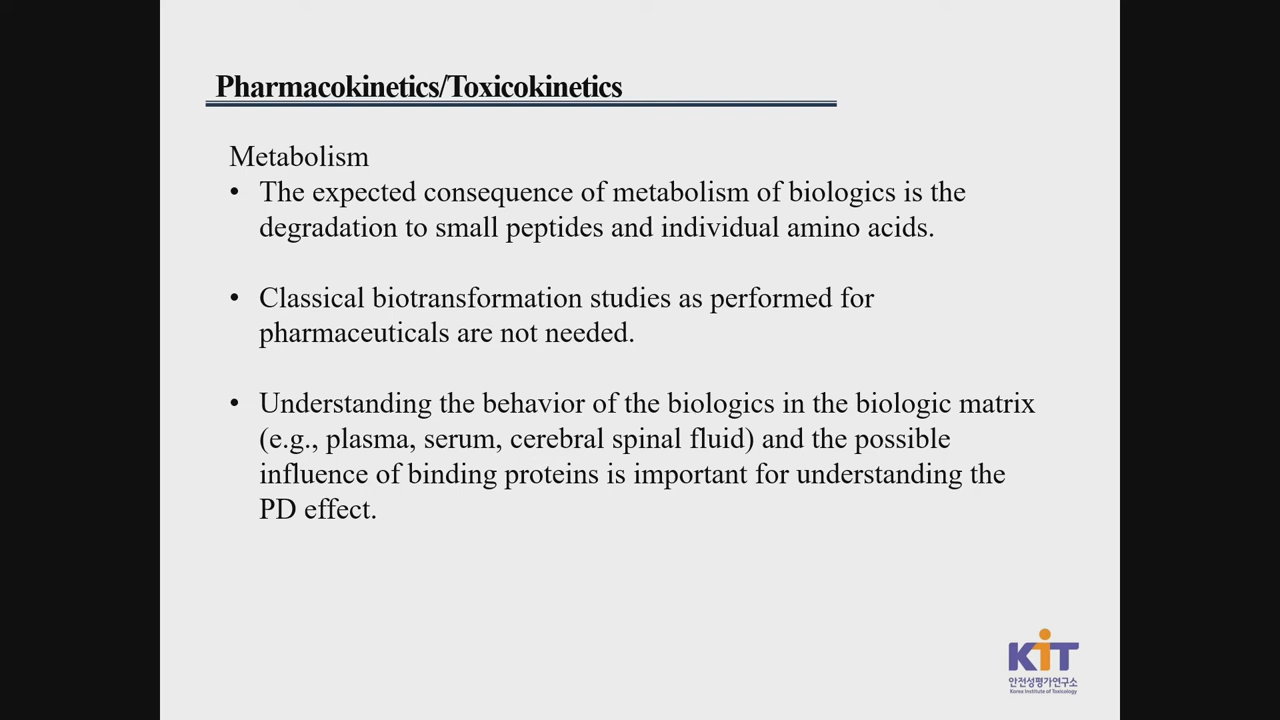 Pharmacokinetics/Toxicokinetics
Metabolism
• The expected consequence of metabolism of biologics is the
degradation to small peptides and individual amino acids.
• Classical biotransformation studies as performed for
pharmaceuticals are not needed.
• Understanding the behavior of the biologics in the biologic matrix
(e.g., plasma, serum, cerebral spinal fluid) and the possible
influence of binding proteins is important for understanding the
PD effect.
KiT
안전성평가연구소
Korea Institute of Toxicology